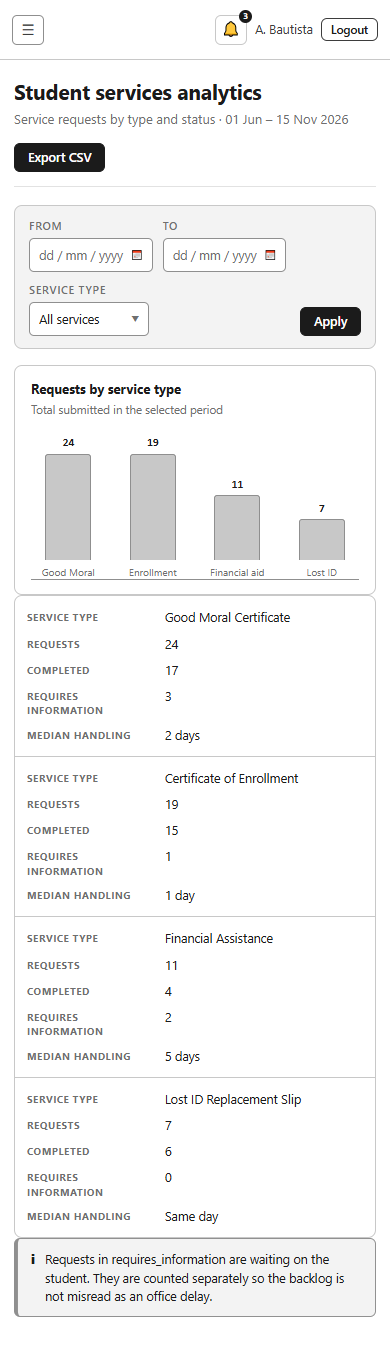 ☰
3
A. Bautista
Logout
Student services analytics
Service requests by type and status · 01 Jun – 15 Nov 2026
Export CSV
FROM
TO
dd / mm / yyyy
dd / mm / yyyy
SERVICE TYPE
All services
Apply
Requests by service type
Total submitted in the selected period
24
19
11
7
Good Moral
Enrollment
Financial aid
Lost ID
SERVICE TYPE Good Moral Certificate
REQUESTS 24
COMPLETED 17
REQUIRES 3
INFORMATION
MEDIAN HANDLING 2 days
SERVICE TYPE Certificate of Enrollment
REQUESTS 19
COMPLETED 15
REQUIRES 1
INFORMATION
MEDIAN HANDLING 1 day
SERVICE TYPE Financial Assistance
REQUESTS 11
COMPLETED 4
REQUIRES 2
INFORMATION
MEDIAN HANDLING 5 days
SERVICE TYPE Lost ID Replacement Slip
REQUESTS 7
COMPLETED 6
REQUIRES 0
INFORMATION
MEDIAN HANDLING Same day
i Requests in requires_information are waiting on the
student. They are counted separately so the backlog is
not misread as an office delay.